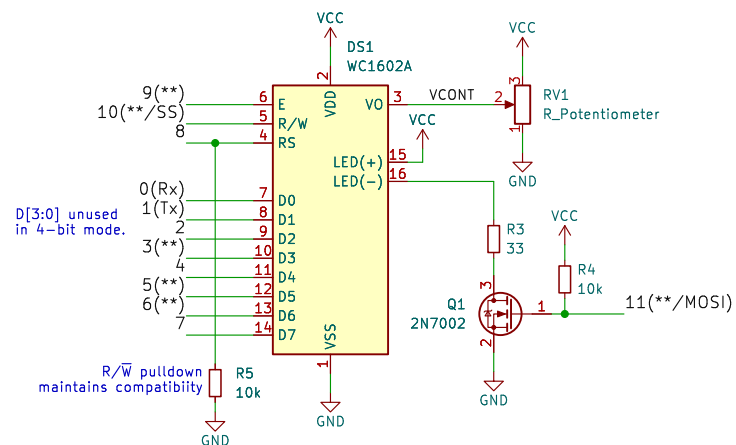 VCC
DS1
WC1602A
VCC
9(**)
10(**/SS)
8
6 E
5 R/W
4 RS
2
VDD
VO 3
VCONT
2
3
1
RV1
R_Potentiometer
GND
VCC
LED(+) 15
LED(-) 16
0(Rx)
1(Tx)
2
3(**)
4
5(**)
6(**)
7
D[3:0] unused
in 4-bit mode.
7 D0
8 D1
9 D2
10 D3
11 D4
12 D5
13 D6
14 D7
VSS
1
GND
R3
33
VCC
R4
10k
Q1
2N7002
3
1
2
11(**/MOSI)
GND
R/W̅ pulldown
maintains compatibiity
R5
10k
GND